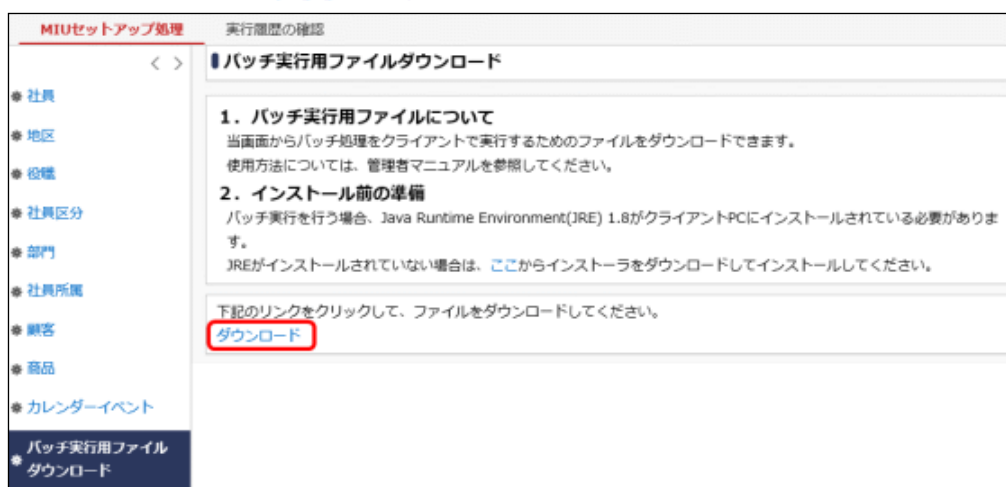 MIUセットアップ処理 実行履歴の確認
< >
社員
地区
役職
社員区分
部門
社員所属
顧客
商品
カレンダーイベント
バッチ実行用ファイル
ダウンロード
バッチ実行用ファイルダウンロード
1. バッチ実行用ファイルについて
当画面からバッチ処理をクライアントで実行するためのファイルをダウンロードできます。
使用方法については、管理者マニュアルを参照してください。
2. インストール前の準備
バッチ実行を行う場合、Java Runtime Environment(JRE) 1.8がクライアントPCにインストールされている必要がありま
す。
JREがインストールされていない場合は、ここからインストーラをダウンロードしてインストールしてください。
下記のリンクをクリックして、ファイルをダウンロードしてください。
ダウンロード